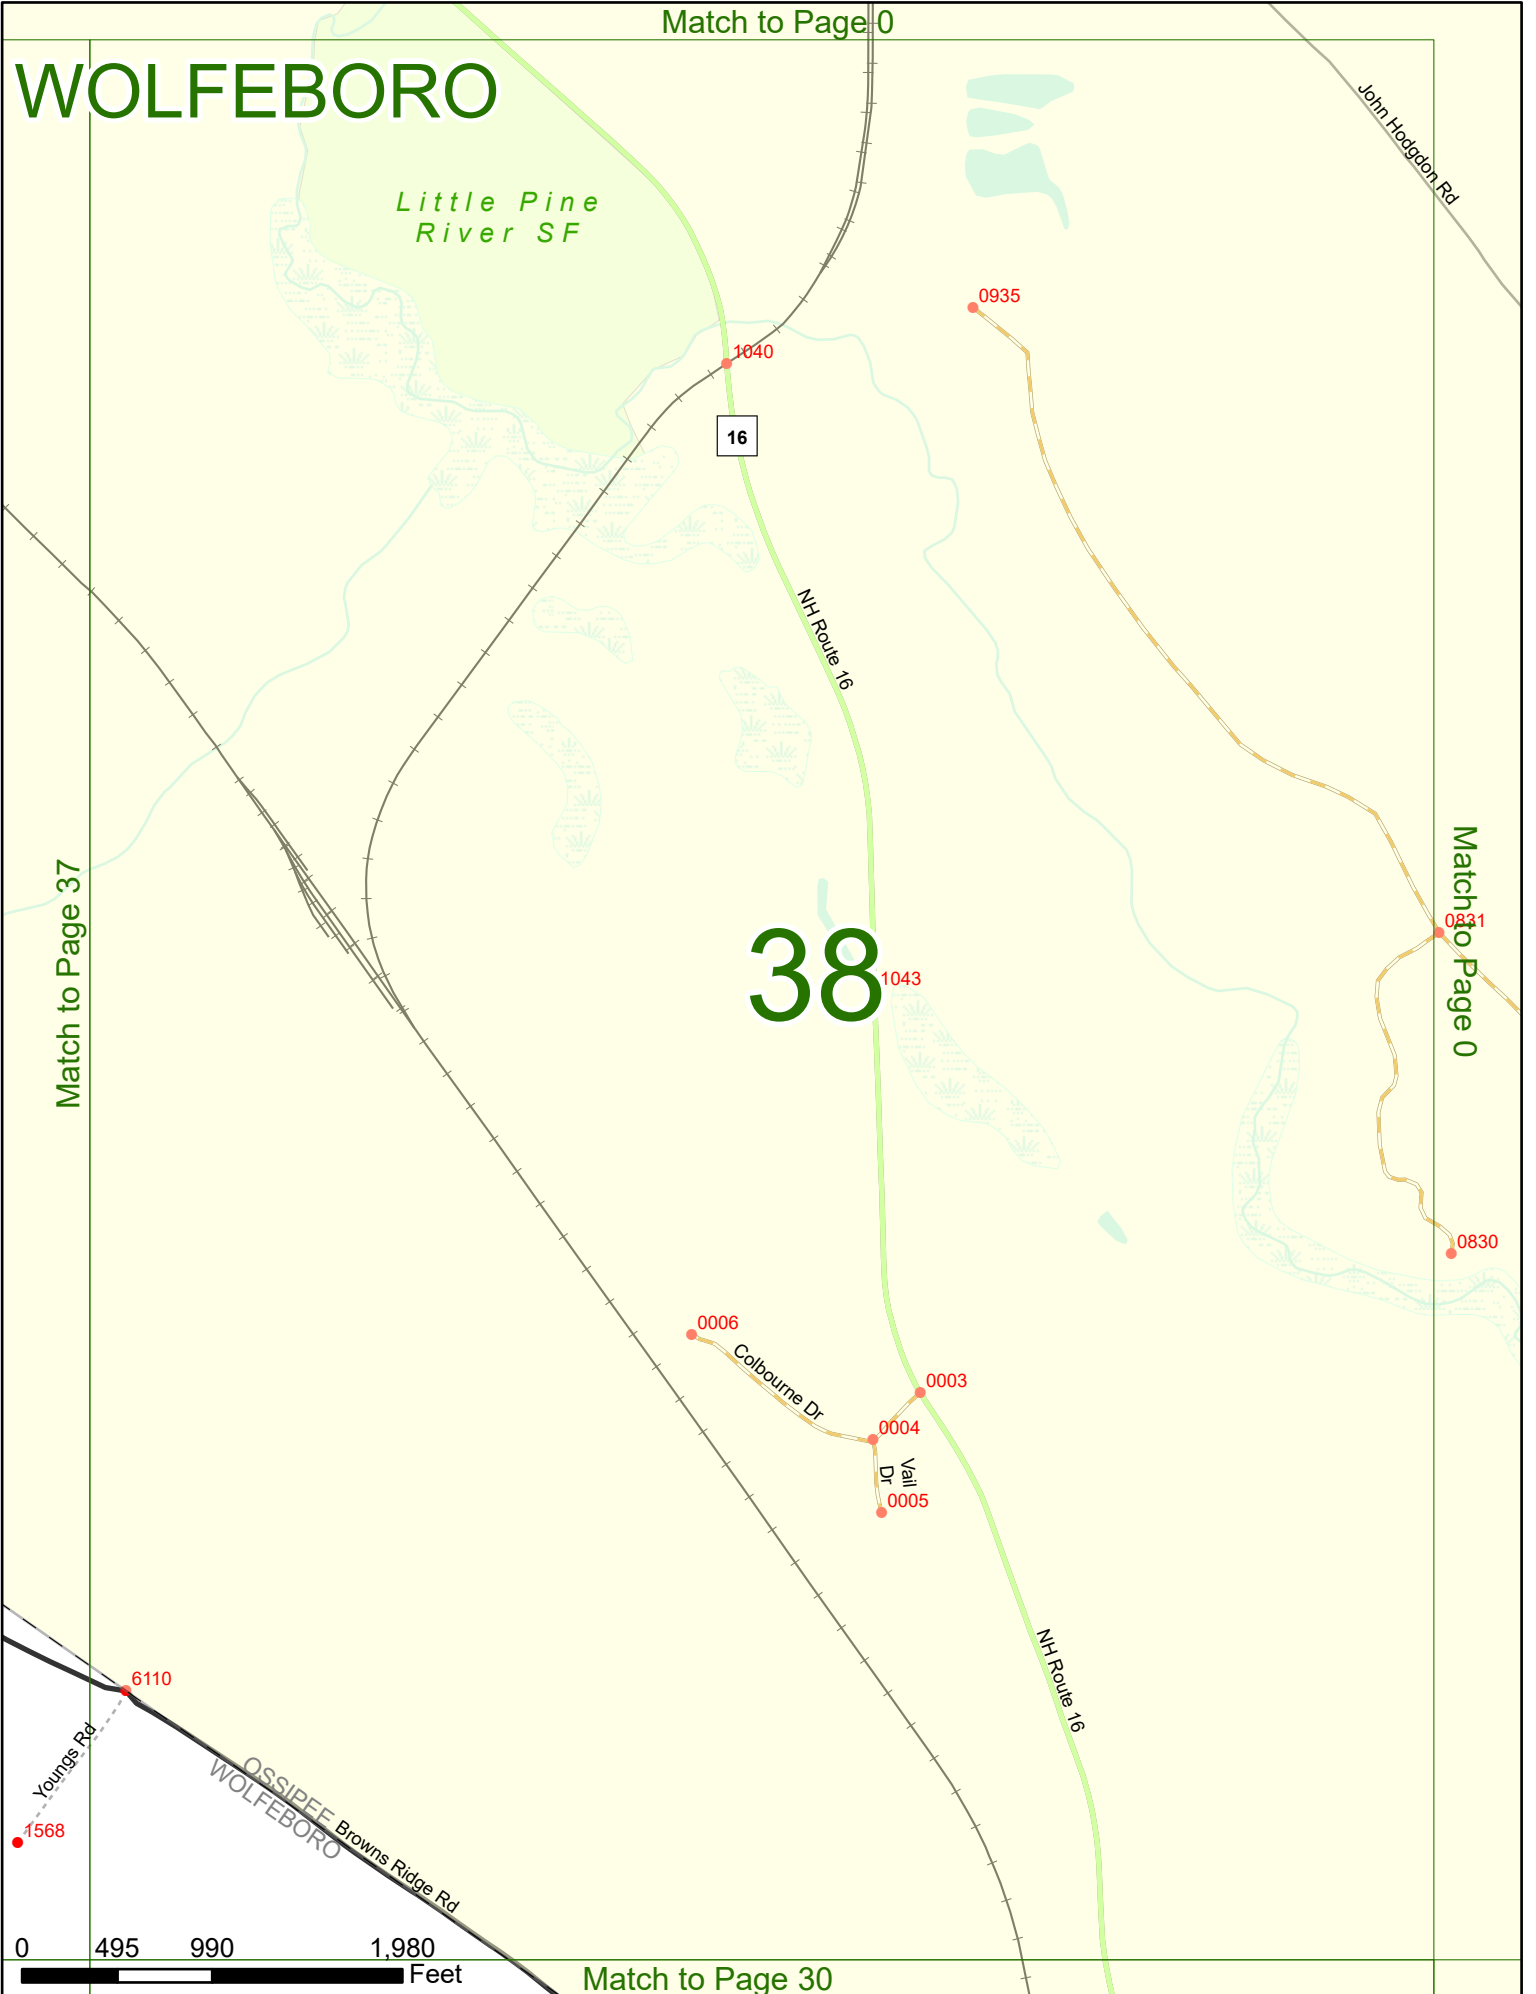 Match to Page 0
WOLFEBORO
John Hodgdon Rd
Little Pine
River SF
0935
1040
16
NH Route 16
Match to Page 37
Match to Page 0
0831
38
1043
0830
0006
Colbourne Dr
0003
0004
Vail
Dr
0005
NH Route 16
6110
Youngs Rd
OSSIPEE
WOLFEBORO
1568
Browns Ridge Rd
0 495 990 1,980
Feet
Match to Page 30